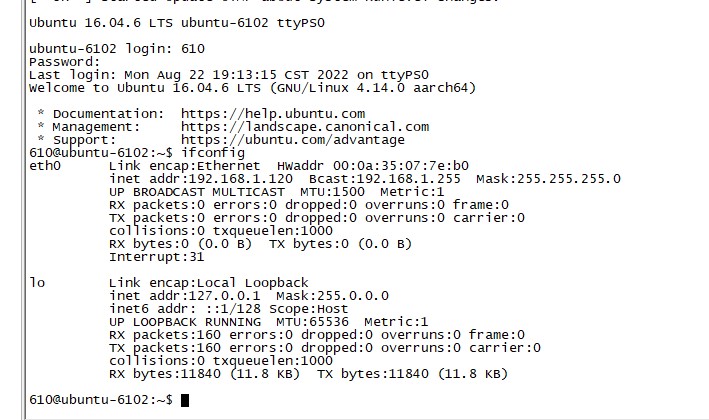 Ubuntu 16.04.6 LTS ubuntu-6102 ttyPS0
ubuntu-6102 login: 610
Password:
Last login: Mon Aug 22 19:13:15 CST 2022 on ttyPS0
Welcome to Ubuntu 16.04.6 LTS (GNU/Linux 4.14.0 aarch64)
* Documentation:  https://help.ubuntu.com
* Management:     https://landscape.canonical.com
* Support:        https://ubuntu.com/advantage
610@ubuntu-6102:~$ ifconfig
eth0      Link encap:Ethernet  HWaddr 00:0a:35:07:7e:b0
inet addr:192.168.1.120  Bcast:192.168.1.255  Mask:255.255.255.0
UP BROADCAST MULTICAST  MTU:1500  Metric:1
RX packets:0 errors:0 dropped:0 overruns:0 frame:0
TX packets:0 errors:0 dropped:0 overruns:0 carrier:0
collisions:0 txqueuelen:1000
RX bytes:0 (0.0 B)  TX bytes:0 (0.0 B)
Interrupt:31
lo        Link encap:Local Loopback
inet addr:127.0.0.1  Mask:255.0.0.0
inet6 addr: ::1/128 Scope:Host
UP LOOPBACK RUNNING  MTU:65536  Metric:1
RX packets:160 errors:0 dropped:0 overruns:0 frame:0
TX packets:160 errors:0 dropped:0 overruns:0 carrier:0
collisions:0 txqueuelen:1000
RX bytes:11840 (11.8 KB)  TX bytes:11840 (11.8 KB)
610@ubuntu-6102:~$